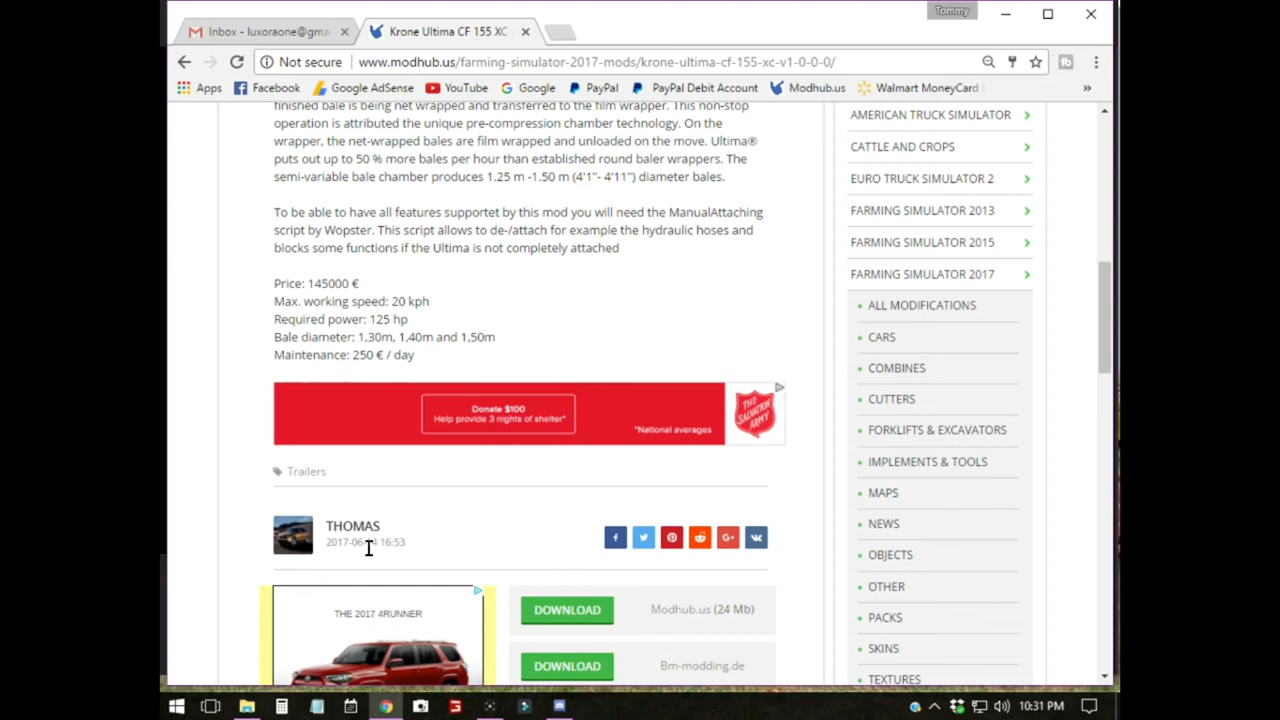 Tommy
Inbox - luxoraone@gma
Krone Ultima CF 155 XC
Not secure
www.modhub.us/farming-simulator-2017-mods/krone-ultima-cf-155-xc-v1-0-0-0/
Apps
Facebook
Google AdSense
YouTube
Google
PayPal
PayPal Debit Account
Modhub.us
Walmart MoneyCard
»
finished bale is being net wrapped and transferred to the film wrapper. This non-stop
operation is attributed the unique pre-compression chamber technology. On the
wrapper, the net-wrapped bales are film wrapped and unloaded on the move. Ultima®
puts out up to 50 % more bales per hour than established round baler wrappers. The
semi-variable bale chamber produces 1.25 m -1.50 m (4'1"- 4'11") diameter bales.
To be able to have all features supportet by this mod you will need the ManualAttaching
script by Wopster. This script allows to de-/attach for example the hydraulic hoses and
blocks some functions if the Ultima is not completely attached
Price: 145000 €
Max. working speed: 20 kph
Required power: 125 hp
Bale diameter: 1,30m, 1,40m and 1,50m
Maintenance: 250 € / day
Donate $100
Help provide 3 nights of shelter*
*National averages
THE SALVATION ARMY
Trailers
THOMAS
2017-06- 4 16:53
THE 2017 4RUNNER
DOWNLOAD
Modhub.us (24 Mb)
DOWNLOAD
Bm-modding.de
AMERICAN TRUCK SIMULATOR
CATTLE AND CROPS
EURO TRUCK SIMULATOR 2
FARMING SIMULATOR 2013
FARMING SIMULATOR 2015
FARMING SIMULATOR 2017
ALL MODIFICATIONS
CARS
COMBINES
CUTTERS
FORKLIFTS & EXCAVATORS
IMPLEMENTS & TOOLS
MAPS
NEWS
OBJECTS
OTHER
PACKS
SKINS
TEXTURES
10:31 PM